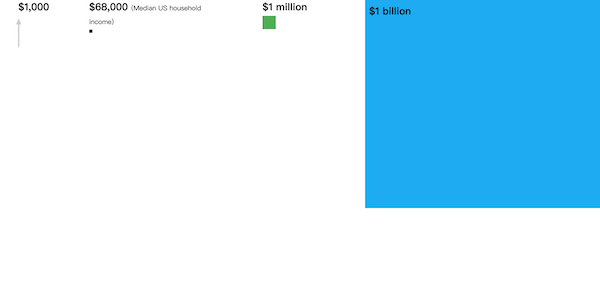 $1,000
$68,000 (Median US household
income)
$1 million
$1 billion